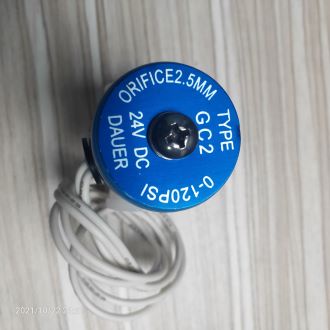 ORIFICE2.5MM
TYPE
GC2
0-120PSI
24V DC
DAUER